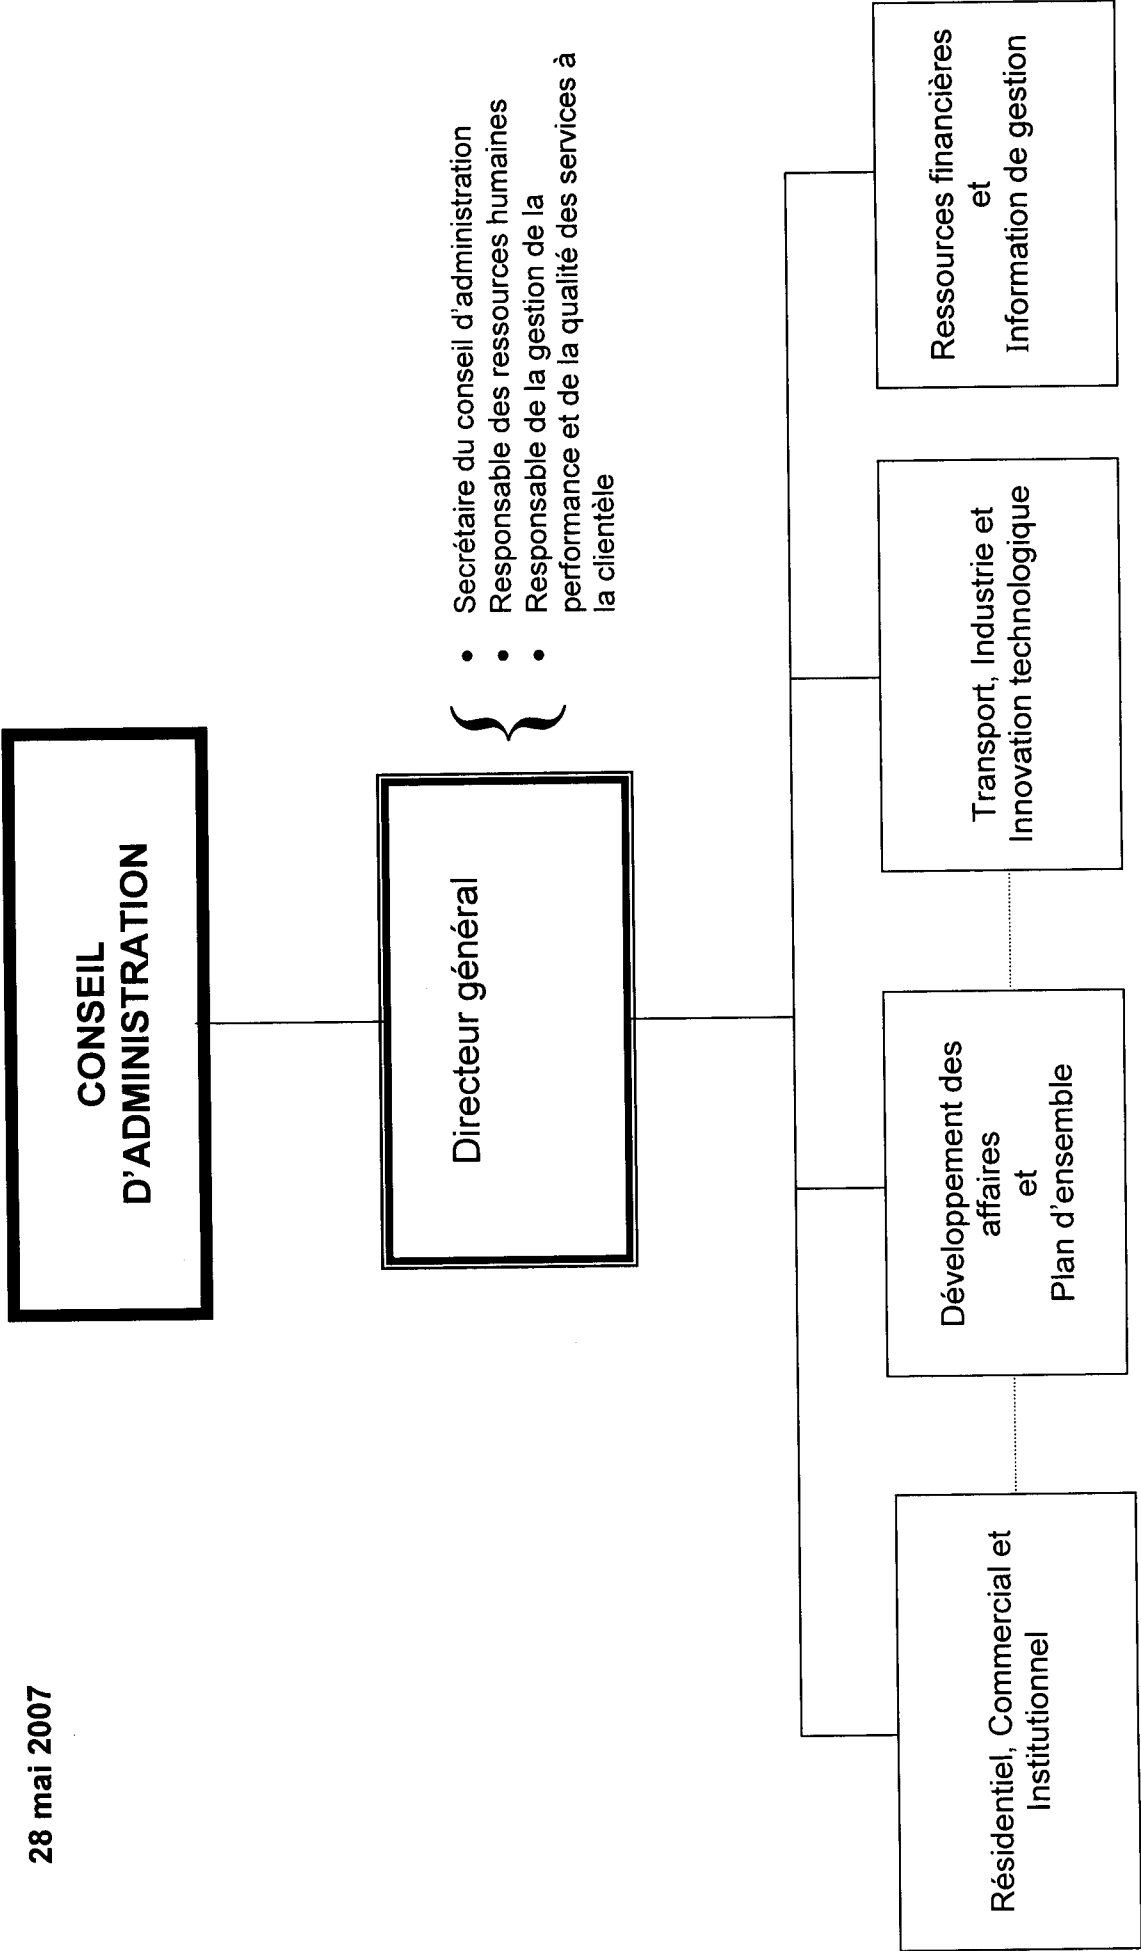 28 mai 2007
CONSEIL
D'ADMINISTRATION
Directeur général
• Secrétaire du conseil d'administration
• Responsable des ressources humaines
• Responsable de la gestion de la
performance et de la qualité des services à
la clientèle
Résidentiel, Commercial et
Institutionnel
Développement des
affaires
et
Plan d'ensemble
Transport, Industrie et
Innovation technologique
Ressources financières
et
Information de gestion